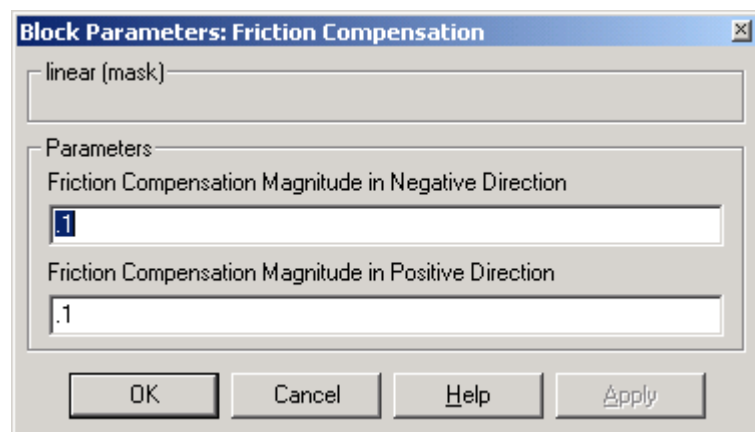 Block Parameters: Friction Compensation
linear (mask)
Parameters
Friction Compensation Magnitude in Negative Direction
.1
Friction Compensation Magnitude in Positive Direction
.1
OK Cancel Help Apply